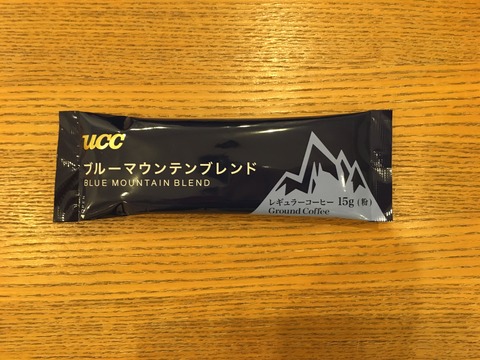 UCC
ブルーマウンテンブレンド
BLUE MOUNTAIN BLEND
レギュラーコーヒー 15g (粉)
Ground Coffee